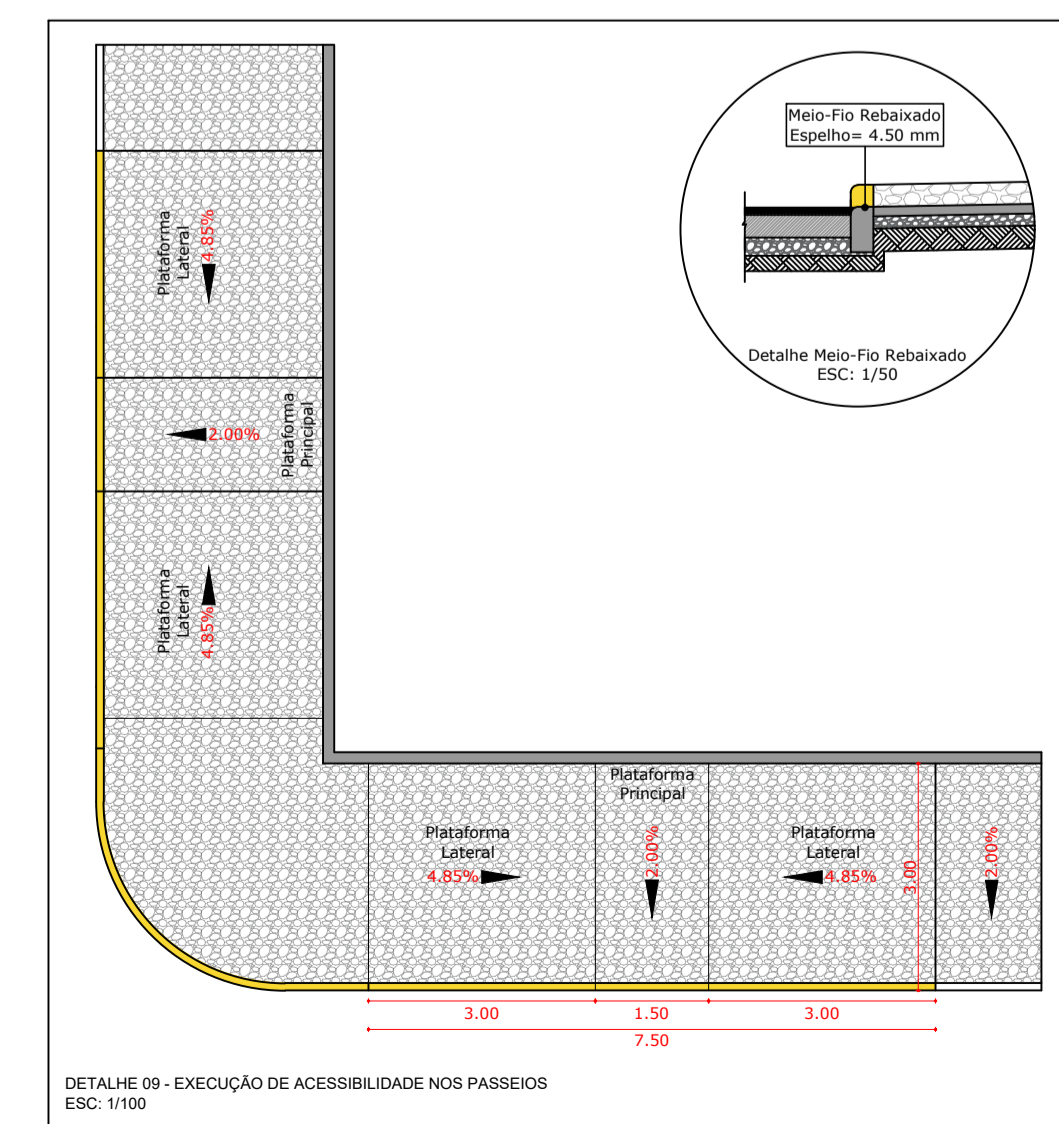 Meio-Fio Rebaixado
Espelho= 4.50 mm
Detalhe Meio-Fio Rebaixado
ESC: 1/50
Plataforma
Lateral
4.85%
2.00%
Plataforma
Principal
Plataforma
Lateral
4.85%
Plataforma
Lateral
4.85%
Plataforma
Principal
2.00%
Plataforma
Lateral
4.85%
3.00
2.00%
3.00
1.50
3.00
7.50
DETALHE 09 - EXECUÇÃO DE ACESSIBILIDADE NOS PASSEIOS
ESC: 1/100